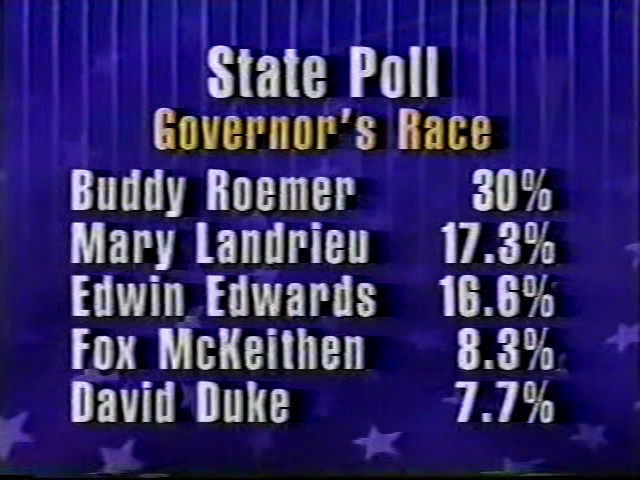 State Poll
Governor's Race
Buddy Roemer 30%
Mary Landrieu 17.3%
Edwin Edwards 16.6%
Fox McKeithen 8.3%
David Duke 7.7%